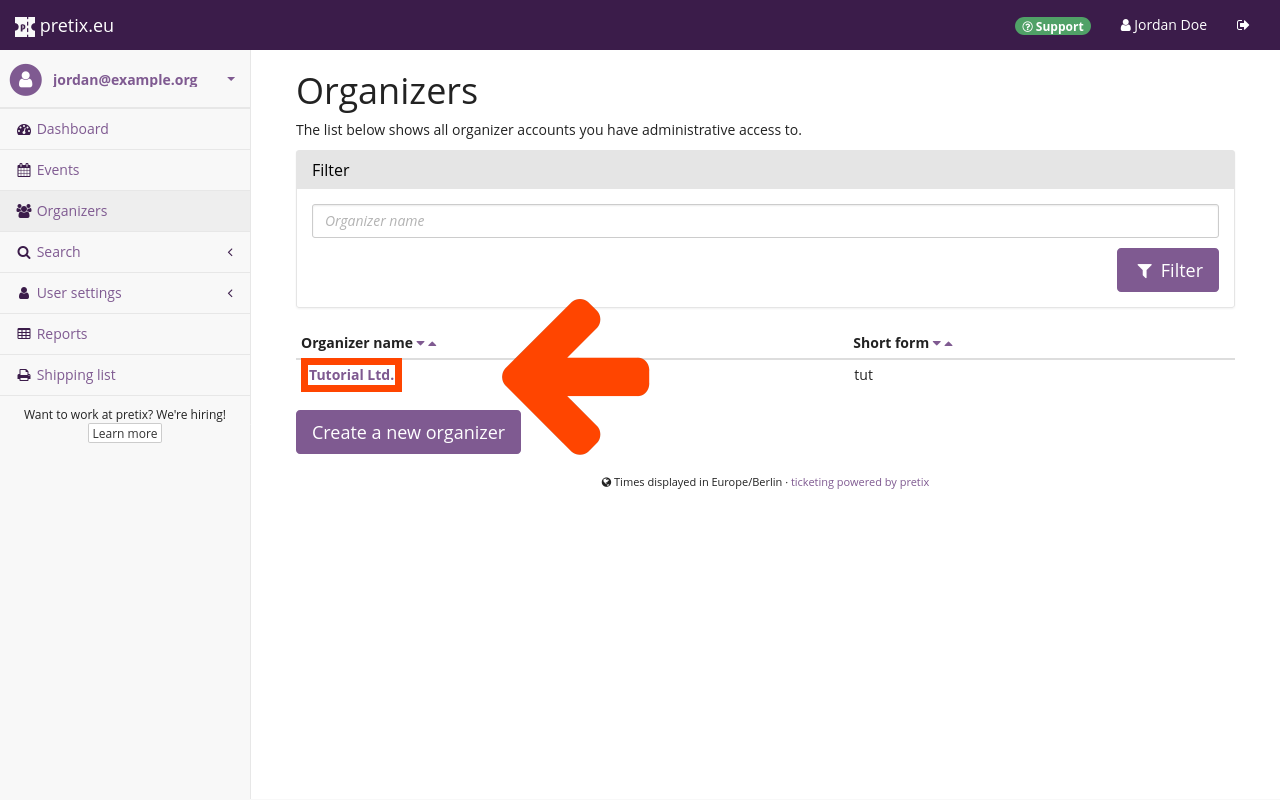 pretix.eu
Support
Jordan Doe
jordan@example.org
Dashboard
Events
Organizers
Search
User settings
Reports
Shipping list
Want to work at pretix? We're hiring!
Learn more
Organizers
The list below shows all organizer accounts you have administrative access to.
Filter
Organizer name
Filter
Organizer name Short form
Tutorial Ltd. tut
Create a new organizer
Times displayed in Europe/Berlin · ticketing powered by pretix